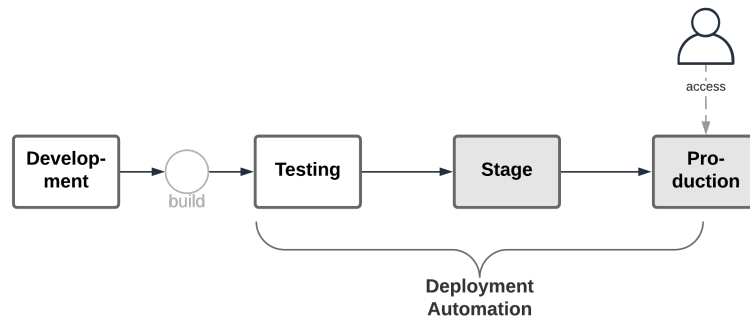 access
Develop-
ment
build
Testing
Stage
Pro-
duction
Deployment
Automation